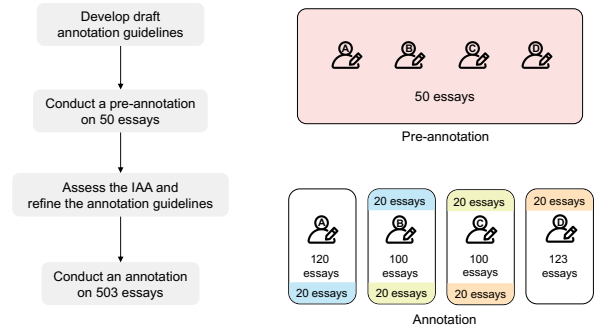 Develop draft
annotation guidelines
Conduct a pre-annotation
on 50 essays
Assess the IAA and
refine the annotation guidelines
Conduct an annotation
on 503 essays
A
B
C
D
50 essays
Pre-annotation
A
120
essays
20 essays
20 essays
B
100
essays
20 essays
20 essays
C
100
essays
20 essays
20 essays
D
123
essays
Annotation